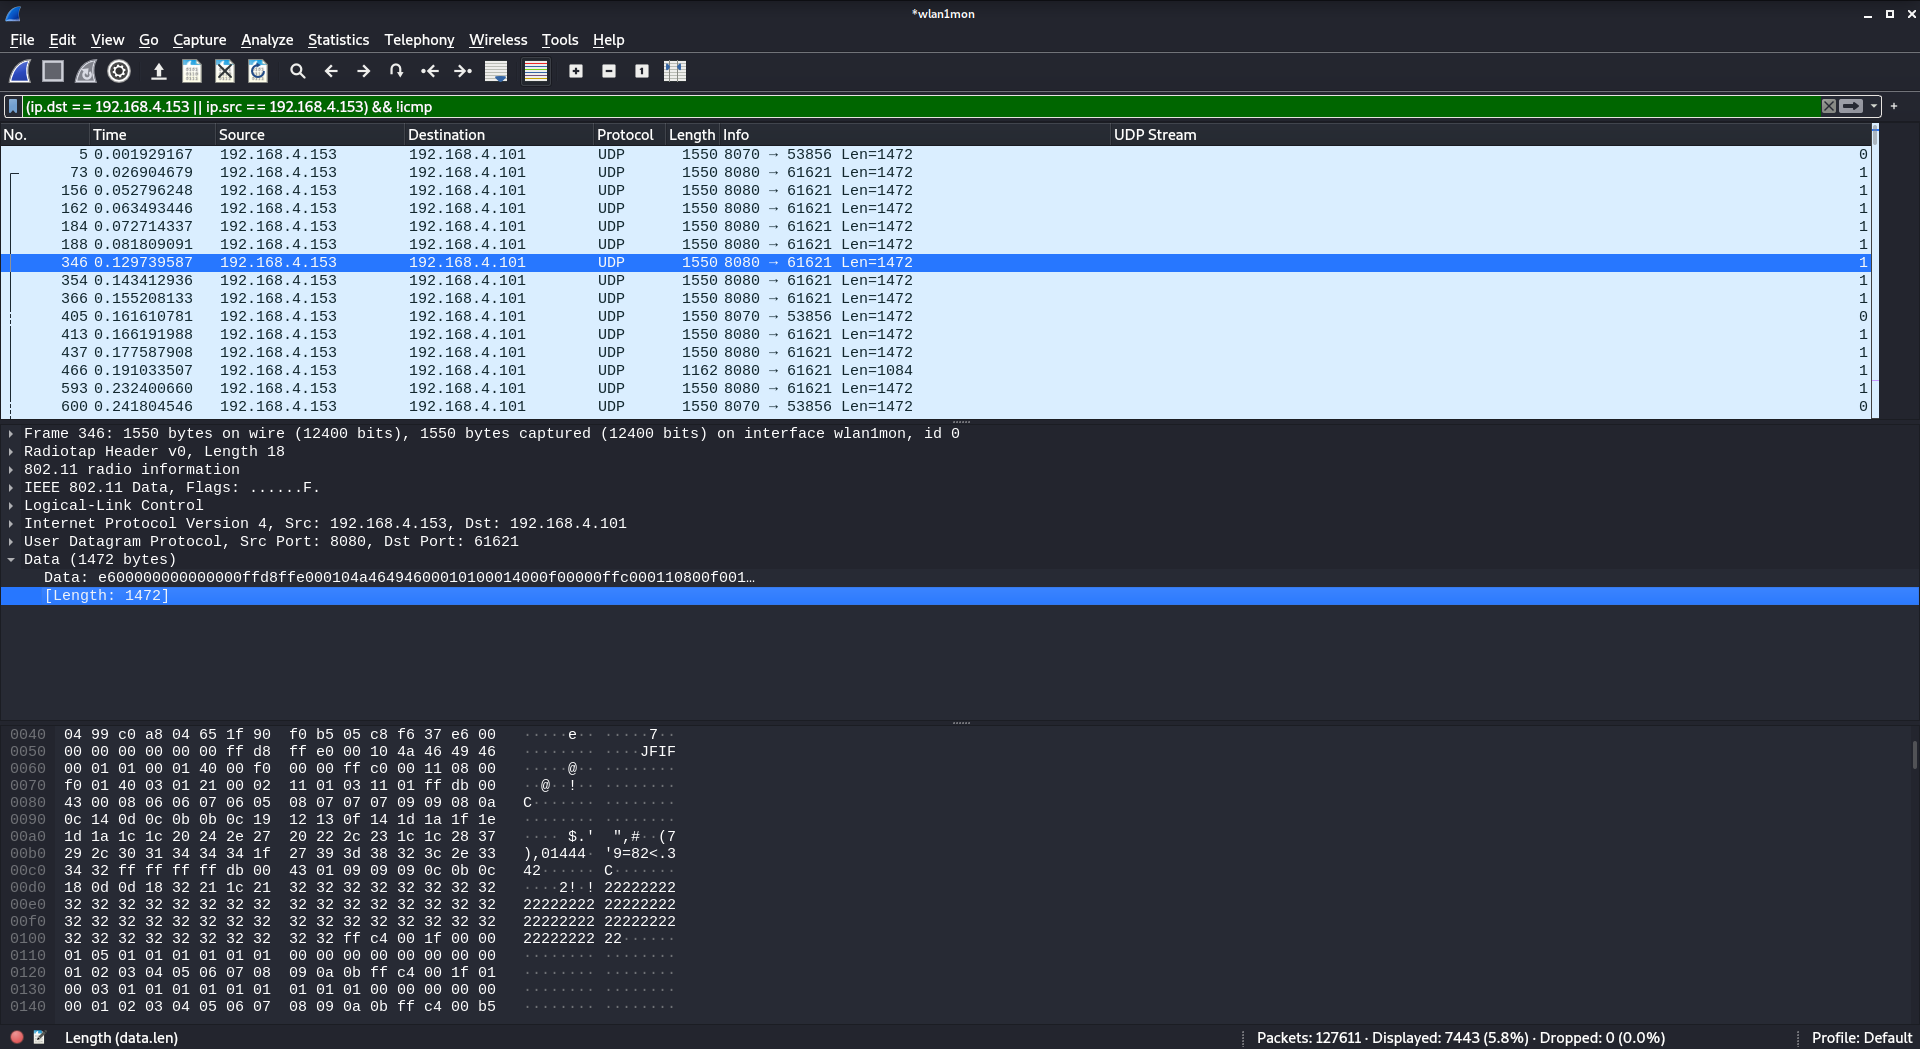 *wlan1mon
File Edit View Go Capture Analyze Statistics Telephony Wireless Tools Help
(ip.dst == 192.168.4.153 || ip.src == 192.168.4.153) && !icmp
No. Time Source Destination Protocol Length Info UDP Stream
5 0.001929167 192.168.4.153 192.168.4.101 UDP 1550 8070 → 53856 Len=1472 0
73 0.026904679 192.168.4.153 192.168.4.101 UDP 1550 8080 → 61621 Len=1472 1
156 0.052796248 192.168.4.153 192.168.4.101 UDP 1550 8080 → 61621 Len=1472 1
162 0.063493446 192.168.4.153 192.168.4.101 UDP 1550 8080 → 61621 Len=1472 1
184 0.072714337 192.168.4.153 192.168.4.101 UDP 1550 8080 → 61621 Len=1472 1
188 0.081809091 192.168.4.153 192.168.4.101 UDP 1550 8080 → 61621 Len=1472 1
346 0.129739587 192.168.4.153 192.168.4.101 UDP 1550 8080 → 61621 Len=1472 1
354 0.143412936 192.168.4.153 192.168.4.101 UDP 1550 8080 → 61621 Len=1472 1
366 0.155208133 192.168.4.153 192.168.4.101 UDP 1550 8080 → 61621 Len=1472 1
405 0.161610781 192.168.4.153 192.168.4.101 UDP 1550 8070 → 53856 Len=1472 0
413 0.166191988 192.168.4.153 192.168.4.101 UDP 1550 8080 → 61621 Len=1472 1
437 0.177587908 192.168.4.153 192.168.4.101 UDP 1550 8080 → 61621 Len=1472 1
466 0.191033507 192.168.4.153 192.168.4.101 UDP 1162 8080 → 61621 Len=1084 1
593 0.232400660 192.168.4.153 192.168.4.101 UDP 1550 8080 → 61621 Len=1472 1
600 0.241804546 192.168.4.153 192.168.4.101 UDP 1550 8070 → 53856 Len=1472 0
Frame 346: 1550 bytes on wire (12400 bits), 1550 bytes captured (12400 bits) on interface wlan1mon, id 0
Radiotap Header v0, Length 18
802.11 radio information
IEEE 802.11 Data, Flags: ......F.
Logical-Link Control
Internet Protocol Version 4, Src: 192.168.4.153, Dst: 192.168.4.101
User Datagram Protocol, Src Port: 8080, Dst Port: 61621
Data (1472 bytes)
Data: e600000000000000ffd8ffe000104a46494600010100014000f00000ffc000110800f001…
[Length: 1472]
0040 04 99 c0 a8 04 65 1f 90 f0 b5 05 c8 f6 37 e6 00 ·····e·· ·····7··
0050 00 00 00 00 00 00 ff d8 ff e0 00 10 4a 46 49 46 ········ ····JFIF
0060 00 01 01 00 01 40 00 f0 00 00 ff c0 00 11 08 00 ·····@·· ········
0070 f0 01 40 03 01 21 00 02 11 01 03 11 01 ff db 00 ··@··!·· ········
0080 43 00 08 06 06 07 06 05 08 07 07 07 09 09 08 0a C······· ········
0090 0c 14 0d 0c 0b 0b 0c 19 12 13 0f 14 1d 1a 1f 1e ········ ········
00a0 1d 1a 1c 1c 20 24 2e 27 20 22 2c 23 1c 1c 28 37 ···· $.' ",#··(7
00b0 29 2c 30 31 34 34 34 1f 27 39 3d 38 32 3c 2e 33 ),01444· '9=82<.3
00c0 34 32 ff ff ff ff db 00 43 01 09 09 09 0c 0b 0c 42······ C·······
00d0 18 0d 0d 18 32 21 1c 21 32 32 32 32 32 32 32 32 ····2!·! 22222222
00e0 32 32 32 32 32 32 32 32 32 32 32 32 32 32 32 32 22222222 22222222
00f0 32 32 32 32 32 32 32 32 32 32 32 32 32 32 32 32 22222222 22222222
0100 32 32 32 32 32 32 32 32 32 32 ff c4 00 1f 00 00 22222222 22······
0110 01 05 01 01 01 01 01 01 00 00 00 00 00 00 00 00 ········ ········
0120 01 02 03 04 05 06 07 08 09 0a 0b ff c4 00 1f 01 ········ ········
0130 00 03 01 01 01 01 01 01 01 01 01 00 00 00 00 00 ········ ········
0140 00 01 02 03 04 05 06 07 08 09 0a 0b ff c4 00 b5 ········ ········
Length (data.len) Packets: 127611 · Displayed: 7443 (5.8%) · Dropped: 0 (0.0%) Profile: Default